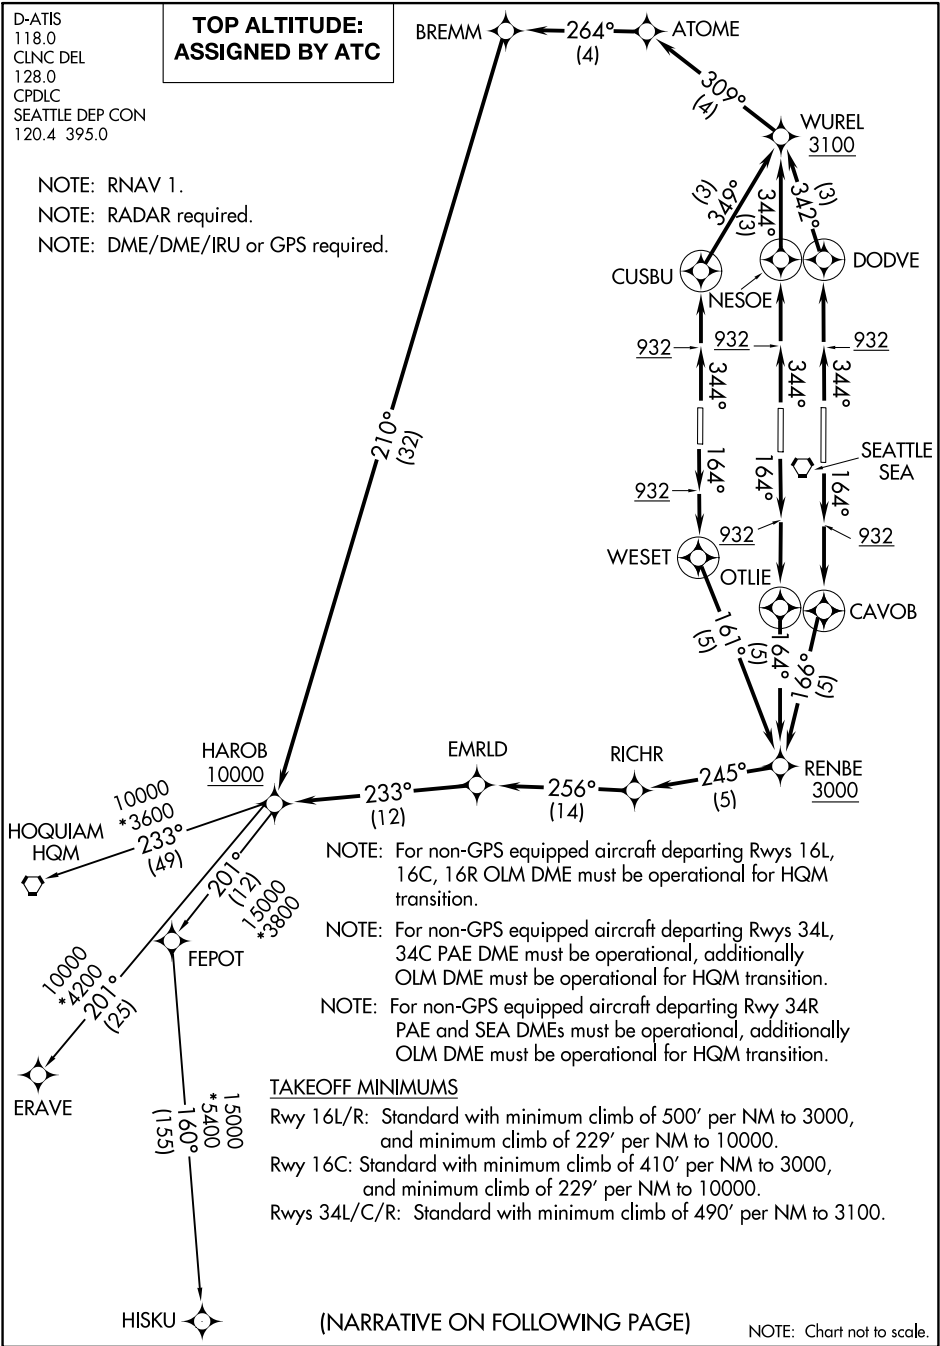 D-ATIS
118.0
CLNC DEL
128.0
CPDLC
SEATTLE DEP CON
120.4 395.0
TOP ALTITUDE:
ASSIGNED BY ATC
NOTE: RNAV 1.
NOTE: RADAR required.
NOTE: DME/DME/IRU or GPS required.
BREMM
264°
(4)
ATOME
309°
(4)
WUREL
3100
(3)
349°
(3)
344°
342°
(3)
CUSBU
NESOE
DODVE
932
932
932
344°
344°
344°
210°
(32)
SEATTLE
SEA
164°
164°
164°
932
932
932
WESET
OTLIE
CAVOB
161°
(5)
164°
(5)
166°
(5)
HAROB
10000
EMRLD
RICHR
RENBE
3000
245°
(5)
256°
(14)
233°
(12)
10000
*3600
233°
(49)
HOQUIAM
HQM
201°
(12)
15000
*3800
FEPOT
10000
*4200
201°
(25)
ERAVE
15000
*5400
160°
(155)
HISKU
NOTE: For non-GPS equipped aircraft departing Rwys 16L,
16C, 16R OLM DME must be operational for HQM
transition.
NOTE: For non-GPS equipped aircraft departing Rwys 34L,
34C PAE DME must be operational, additionally
OLM DME must be operational for HQM transition.
NOTE: For non-GPS equipped aircraft departing Rwy 34R
PAE and SEA DMEs must be operational, additionally
OLM DME must be operational for HQM transition.
TAKEOFF MINIMUMS
Rwy 16L/R: Standard with minimum climb of 500' per NM to 3000,
and minimum climb of 229' per NM to 10000.
Rwy 16C: Standard with minimum climb of 410' per NM to 3000,
and minimum climb of 229' per NM to 10000.
Rwys 34L/C/R: Standard with minimum climb of 490' per NM to 3100.
(NARRATIVE ON FOLLOWING PAGE)
NOTE: Chart not to scale.